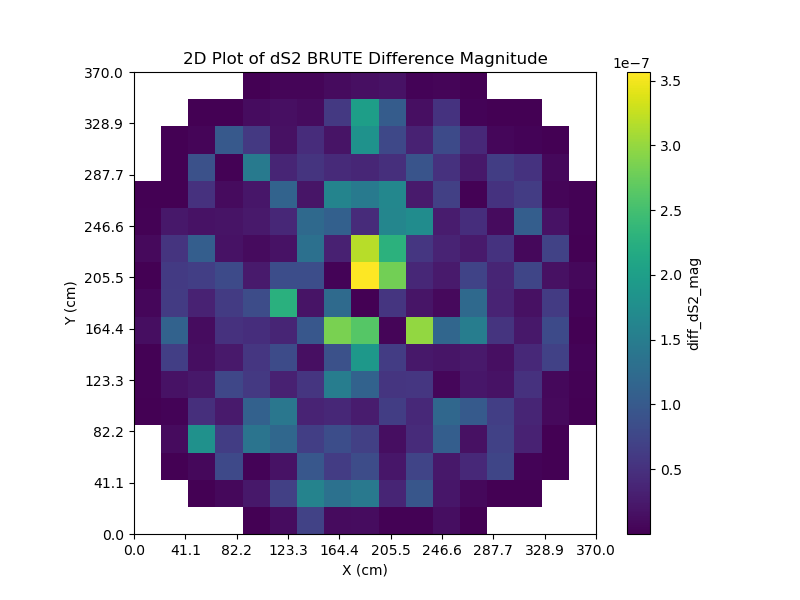 2D Plot of dS2 BRUTE Difference Magnitude
1e−7
370.0
328.9
287.7
246.6
205.5
164.4
123.3
82.2
41.1
0.0
Y (cm)
0.0 41.1 82.2 123.3 164.4 205.5 246.6 287.7 328.9 370.0
X (cm)
3.5
3.0
2.5
2.0
1.5
1.0
0.5
diff_dS2_mag